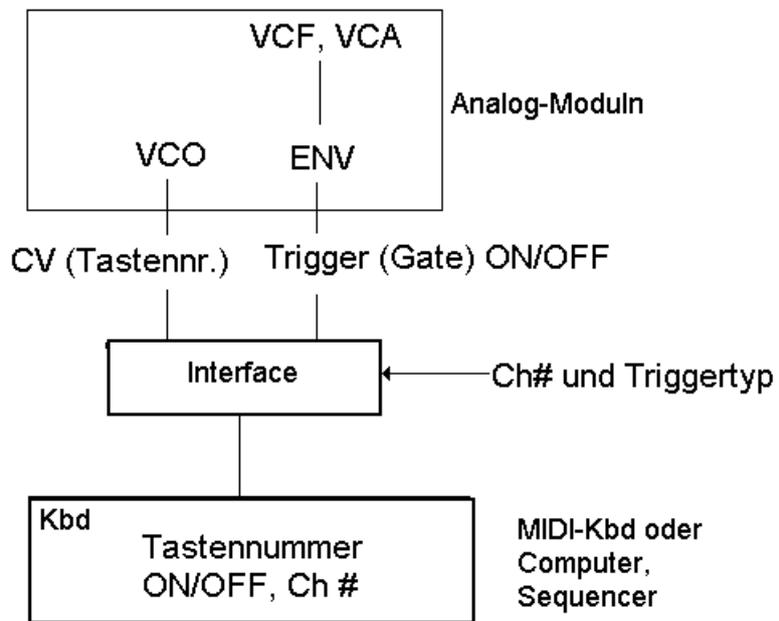 VCF, VCA
Analog-Moduln
VCO
ENV
CV (Tastennr.)
Trigger (Gate) ON/OFF
Interface
Ch# und Triggertyp
Kbd
Tastennummer
ON/OFF, Ch #
MIDI-Kbd oder
Computer,
Sequencer